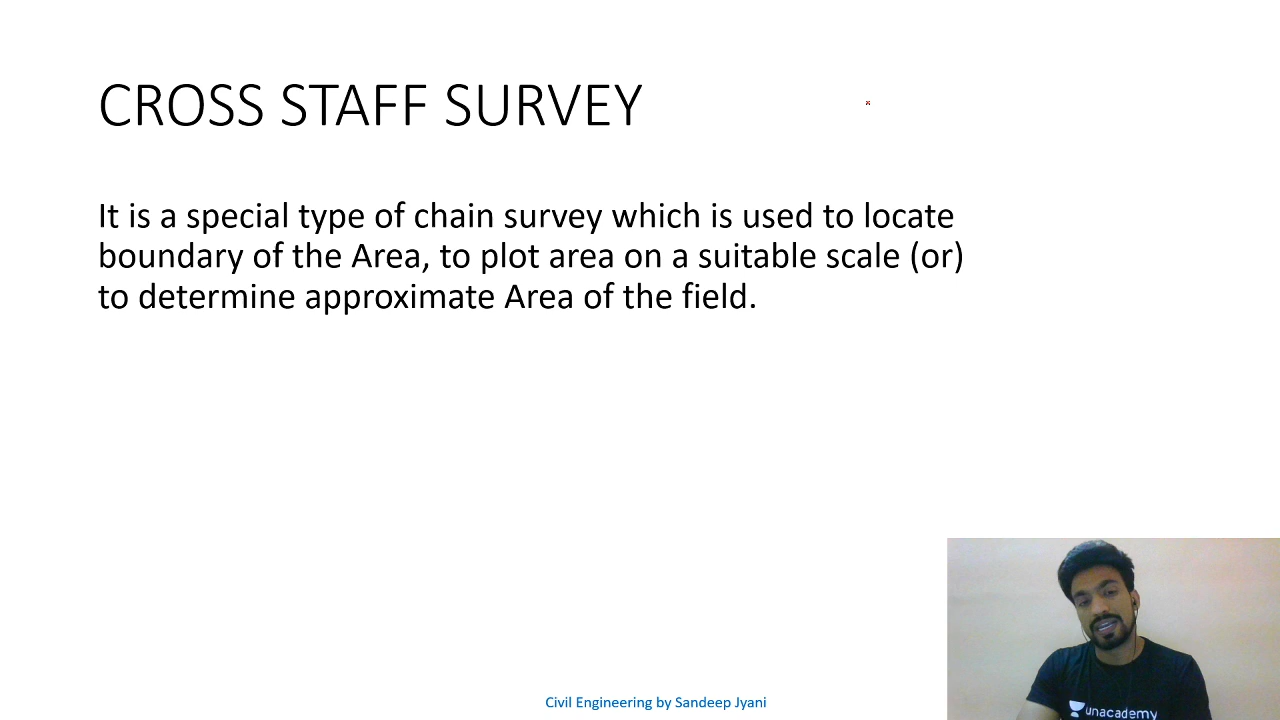 CROSS STAFF SURVEY
It is a special type of chain survey which is used to locate
boundary of the Area, to plot area on a suitable scale (or)
to determine approximate Area of the field.
unacademy
Civil Engineering by Sandeep Jyani